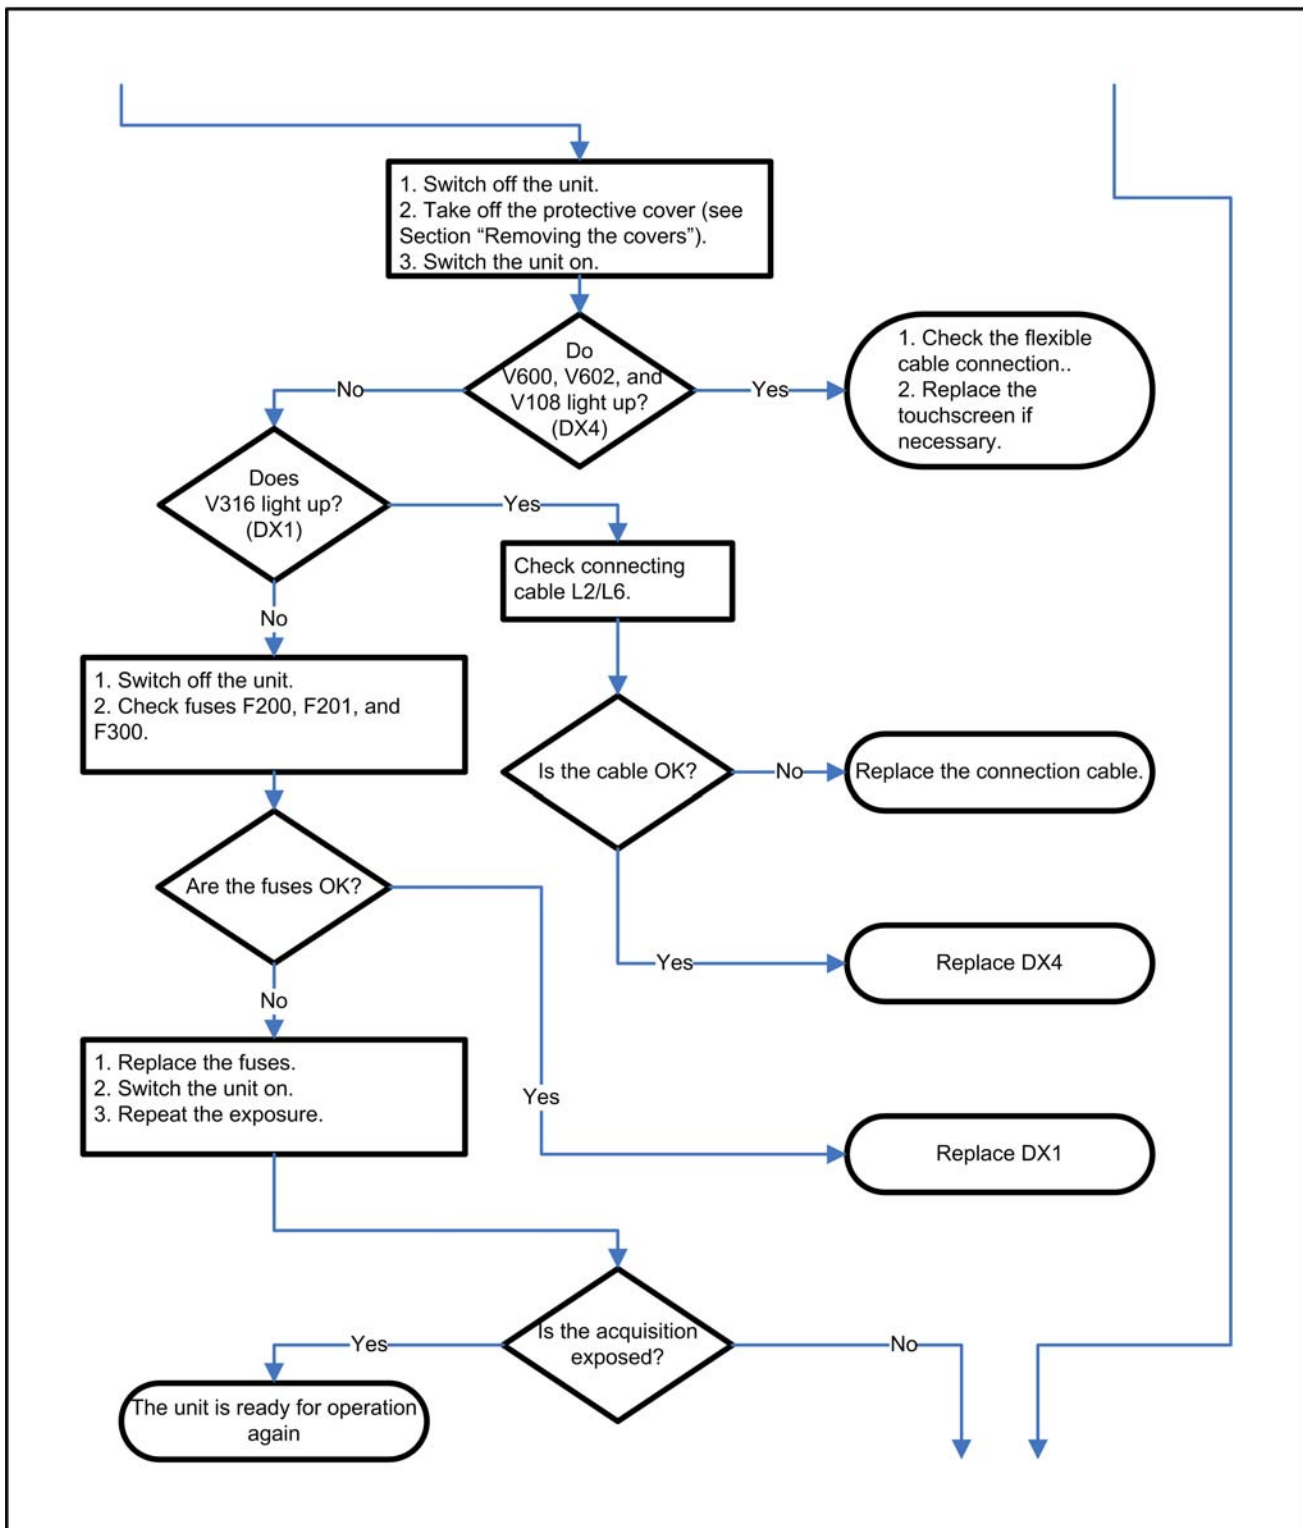 1. Switch off the unit.
2. Take off the protective cover (see
Section “Removing the covers”).
3. Switch the unit on.
Do
V600, V602, and
V108 light up?
(DX4)
No
Yes
1. Check the flexible
cable connection..
2. Replace the
touchscreen if
necessary.
Does
V316 light up?
(DX1)
Yes
No
Check connecting
cable L2/L6.
1. Switch off the unit.
2. Check fuses F200, F201, and
F300.
Is the cable OK?
No
Replace the connection cable.
Are the fuses OK?
Yes
Replace DX4
No
1. Replace the fuses.
2. Switch the unit on.
3. Repeat the exposure.
Yes
Replace DX1
Is the acquisition
exposed?
Yes
No
The unit is ready for operation
again